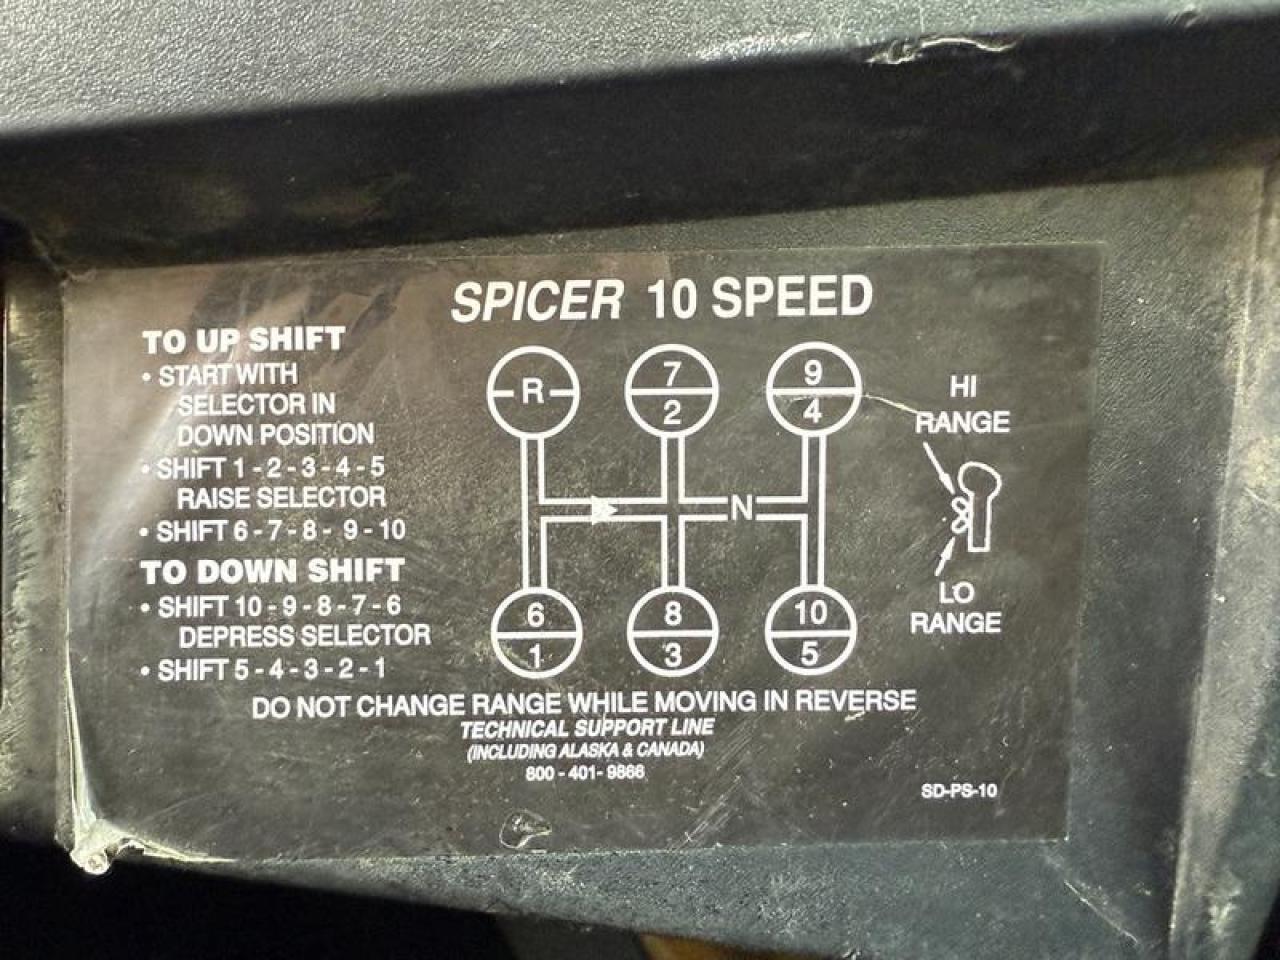 SPICER 10 SPEED
TO UP SHIFT
• START WITH
SELECTOR IN
DOWN POSITION
• SHIFT 1 - 2 - 3 - 4 - 5
RAISE SELECTOR
• SHIFT 6 - 7 - 8 - 9 - 10
TO DOWN SHIFT
• SHIFT 10 - 9 - 8 - 7 - 6
DEPRESS SELECTOR
• SHIFT 5 - 4 - 3 - 2 - 1
R
7
2
9
4
N
6
1
8
3
10
5
HI
RANGE
LO
RANGE
DO NOT CHANGE RANGE WHILE MOVING IN REVERSE
TECHNICAL SUPPORT LINE
(INCLUDING ALASKA & CANADA)
800 - 401- 9866
SD-PS-10